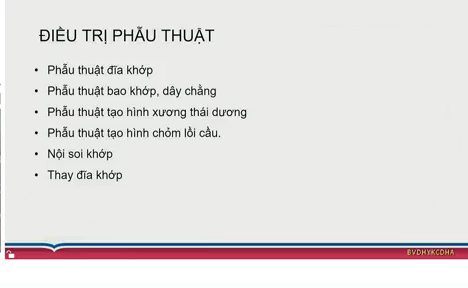 ĐIỀU TRỊ PHẪU THUẬT
• Phẫu thuật đĩa khớp
• Phẫu thuật bao khớp, dây chằng
• Phẫu thuật tạo hình xương thái dương
• Phẫu thuật tạo hình chỏm lồi cầu.
• Nội soi khớp
• Thay đĩa khớp
BVDHYKCDHA